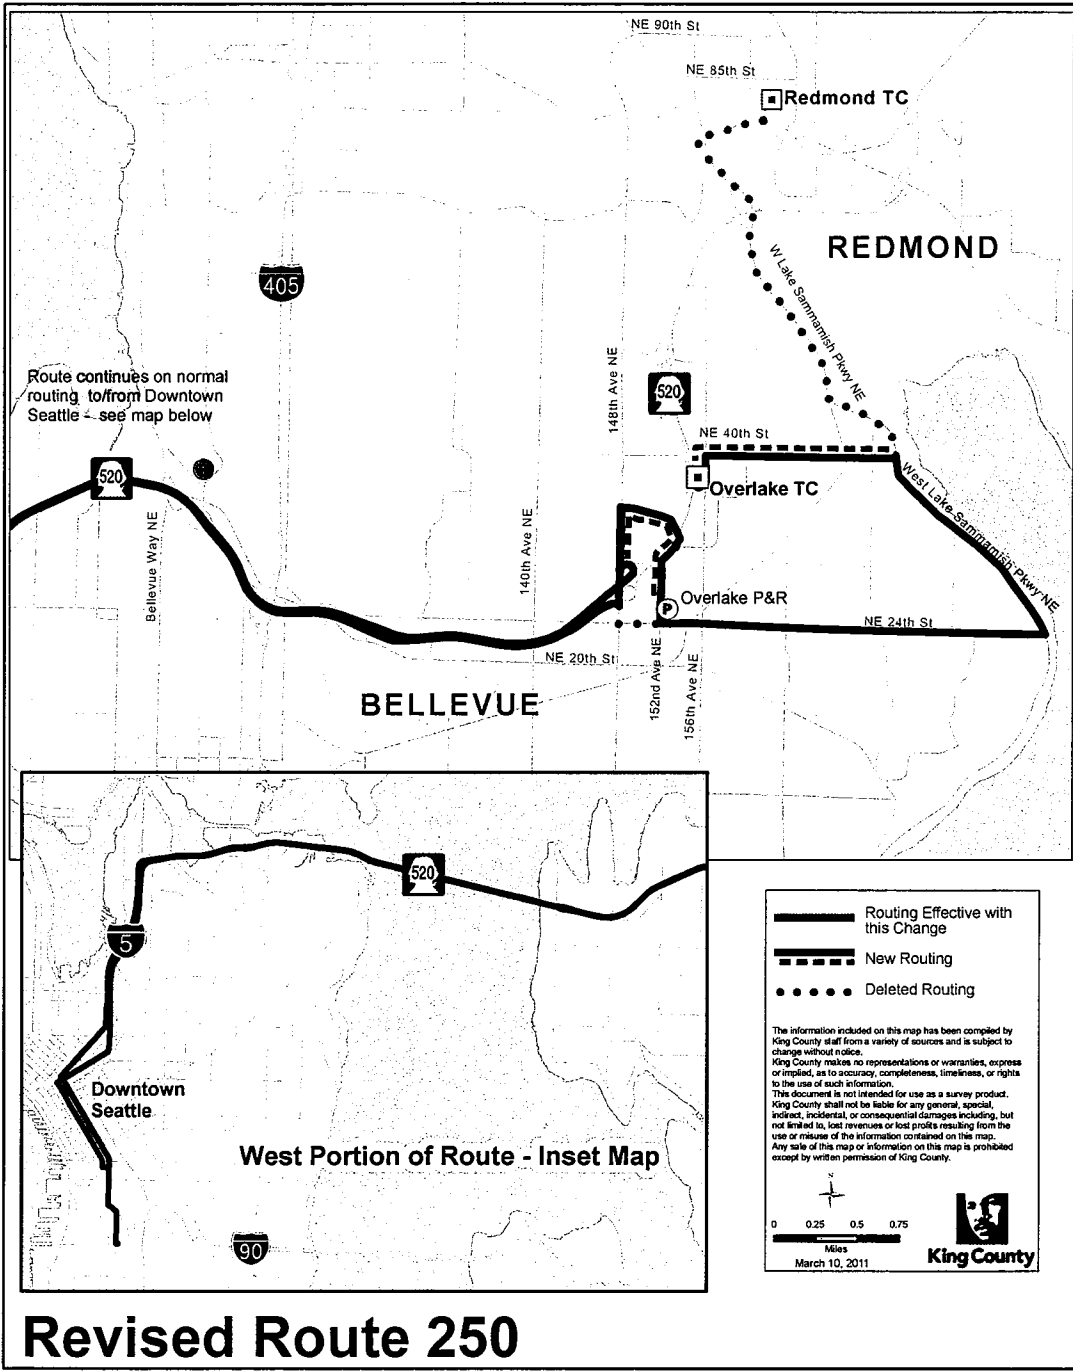 NE 90th St
NE 85th St
Redmond TC
REDMOND
W Lake Sammamish Pkwy NE
405
148th Ave NE
520
Route continues on normal
routing to/from Downtown
Seattle - see map below
NE 40th St
520
Overlake TC
West Lake Sammamish Pkwy NE
Bellevue Way NE
140th Ave NE
Overlake P&R
P
NE 24th St
NE 20th St
152nd Ave NE
156th Ave NE
BELLEVUE
520
5
Downtown
Seattle
West Portion of Route - Inset Map
90
Routing Effective with
this Change
New Routing
Deleted Routing
The information included on this map has been compiled by
King County staff from a variety of sources and is subject to
change without notice.
King County makes no representations or warranties, express
or implied, as to accuracy, completeness, timeliness, or rights
to the use of such information.
This document is not intended for use as a survey product.
King County shall not be liable for any general, special,
indirect, incidental, or consequential damages including, but
not limited to, lost revenues or lost profits resulting from the
use or misuse of the information contained on this map.
Any sale of this map or information on this map is prohibited
except by written permission of King County.
N
0 0.25 0.5 0.75
Miles
March 10, 2011
King County
Revised Route 250